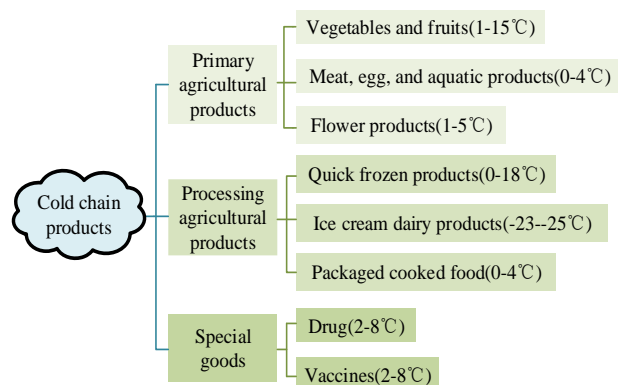 Cold chain
products
Primary
agricultural
products
Vegetables and fruits(1-15℃)
Meat, egg, and aquatic products(0-4℃)
Flower products(1-5℃)
Processing
agricultural
products
Quick frozen products(0-18℃)
Ice cream dairy products(-23--25℃)
Packaged cooked food(0-4℃)
Special
goods
Drug(2-8℃)
Vaccines(2-8℃)